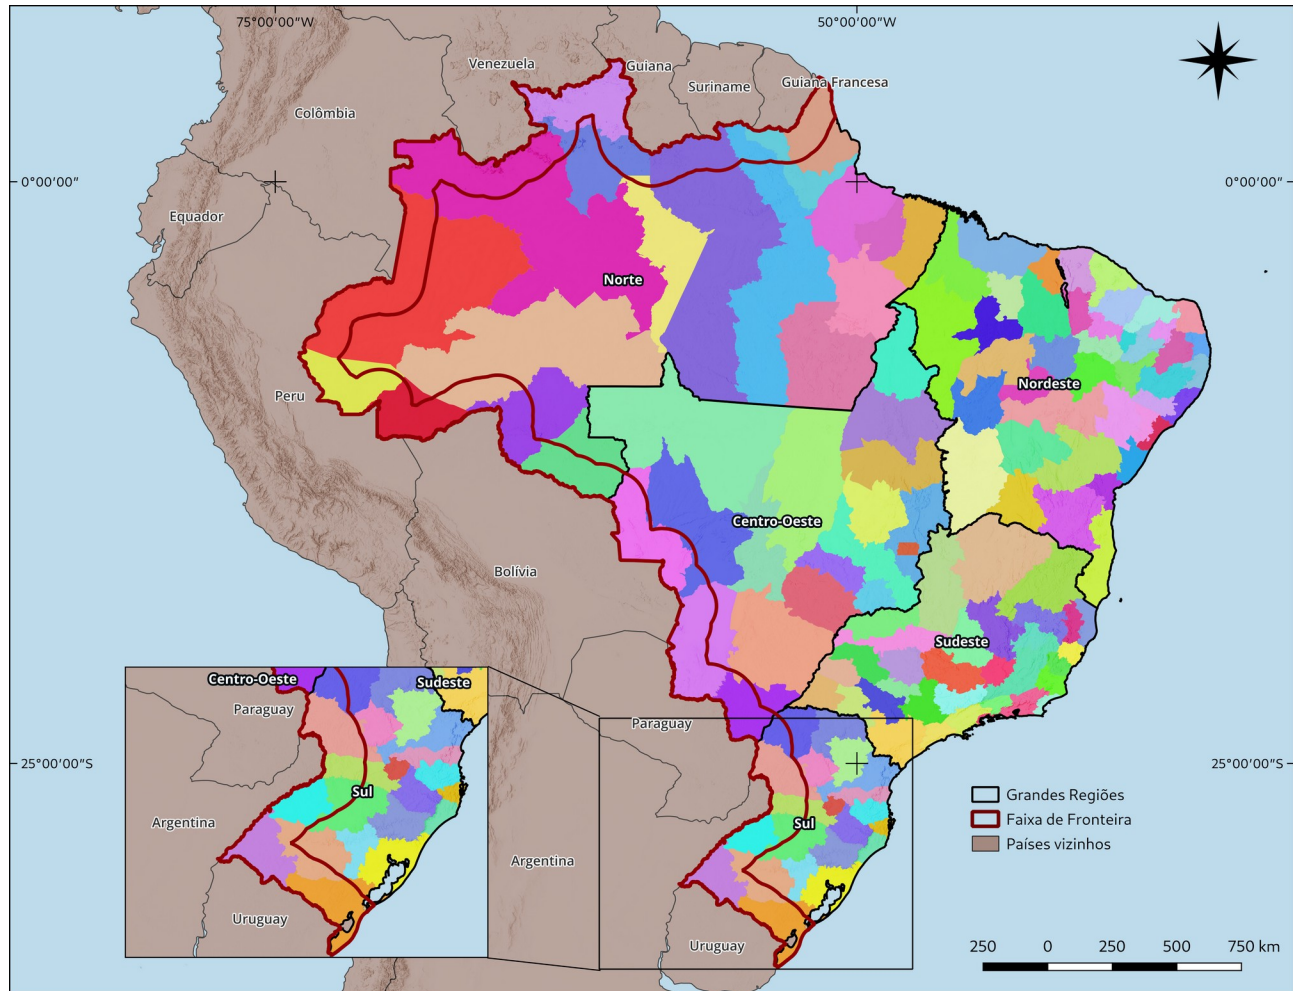 75°00′00″W
50°00′00″W
Venezuela
Guiana
Suriname
Guiana Francesa
Colômbia
0°00′00″
0°00′00″
Equador
Norte
Peru
Nordeste
Centro-Oeste
Bolívia
Sudeste
Centro-Oeste
Sudeste
Paraguay
Paraguay
25°00′00″S
25°00′00″S
Sul
Sul
Argentina
Argentina
Uruguay
Uruguay
Grandes Regiões
Faixa de Fronteira
Países vizinhos
250 0 250 500 750 km